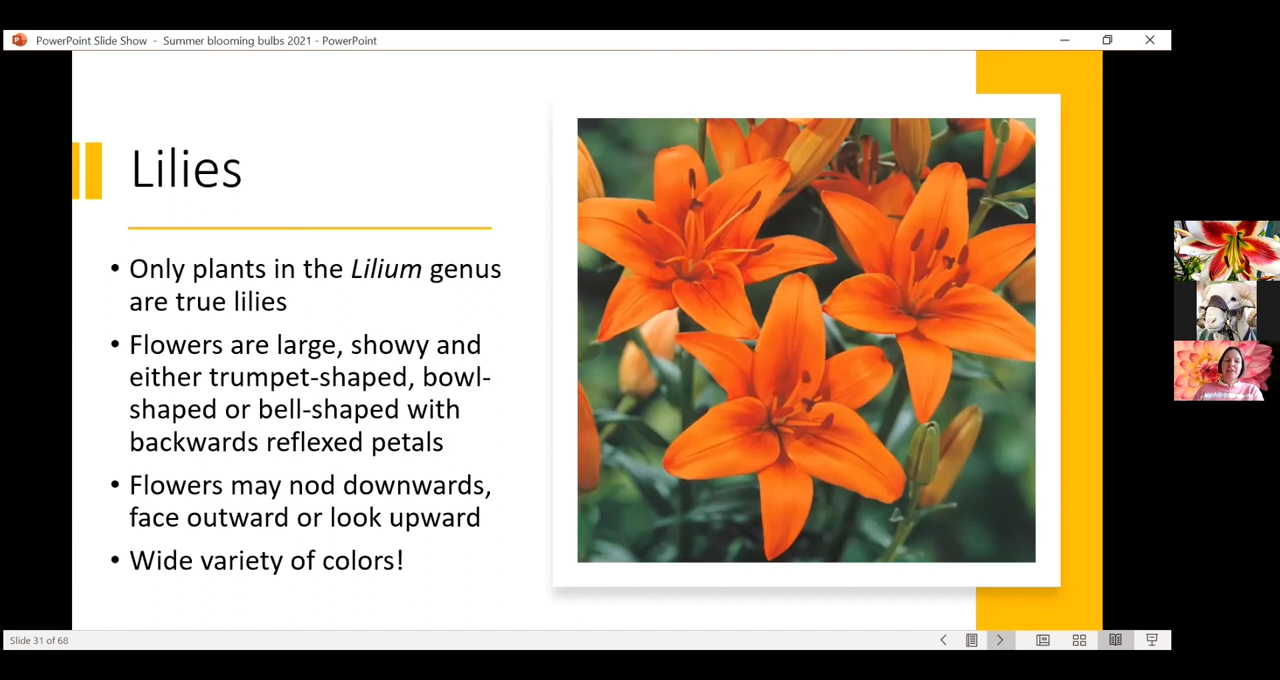 PowerPoint Slide Show - Summer blooming bulbs 2021 - PowerPoint
Lilies
• Only plants in the Lilium genus
are true lilies
• Flowers are large, showy and
either trumpet-shaped, bowl-
shaped or bell-shaped with
backwards reflexed petals
• Flowers may nod downwards,
face outward or look upward
• Wide variety of colors!
Slide 31 of 68